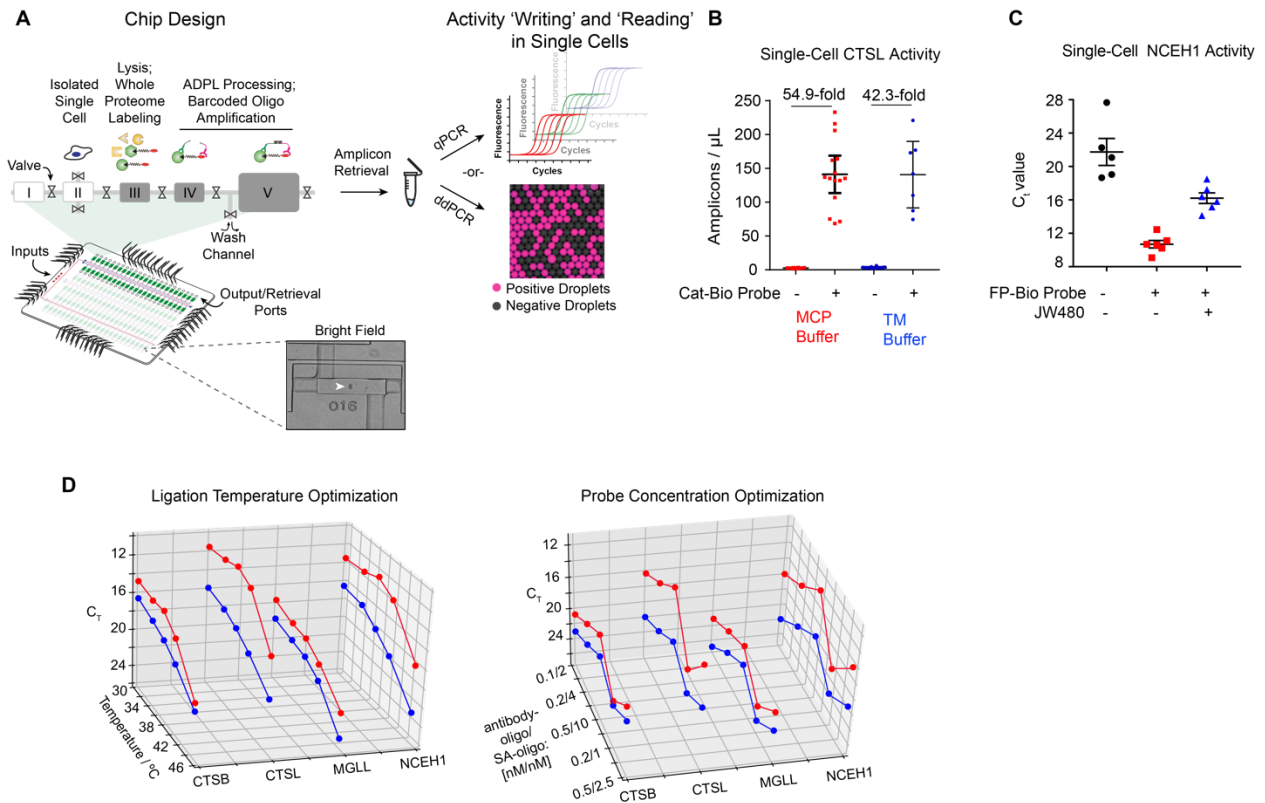 A
Chip Design
Activity ‘Writing’ and ‘Reading’
in Single Cells
Isolated
Single
Cell
Lysis;
Whole
Proteome
Labeling
ADPL Processing;
Barcoded Oligo
Amplification
Valve
I
II
III
IV
V
Wash
Channel
Inputs
Output/Retrieval
Ports
Amplicon
Retrieval
qPCR
-or-
ddPCR
Fluorescence
Cycles
Fluorescence
Cycles
Fluorescence
Cycles
Positive Droplets
Negative Droplets
Bright Field
016
B
Single-Cell CTSL Activity
54.9-fold
42.3-fold
Amplicons / µL
250
200
150
100
50
0
Cat-Bio Probe - + - +
MCP
Buffer
TM
Buffer
C
Single-Cell NCEH1 Activity
Ct value
28
24
20
16
12
8
FP-Bio Probe - + +
JW480 - - +
D
Ligation Temperature Optimization
12
16
20
24
CT
30
34
38
42
46
Temperature / ºC
CTSB
CTSL
MGLL
NCEH1
Probe Concentration Optimization
12
16
20
24
CT
0.1/2
0.2/4
0.5/10
0.2/1
0.5/2.5
antibody-
oligo/
SA-oligo:
[nM/nM]
CTSB
CTSL
MGLL
NCEH1